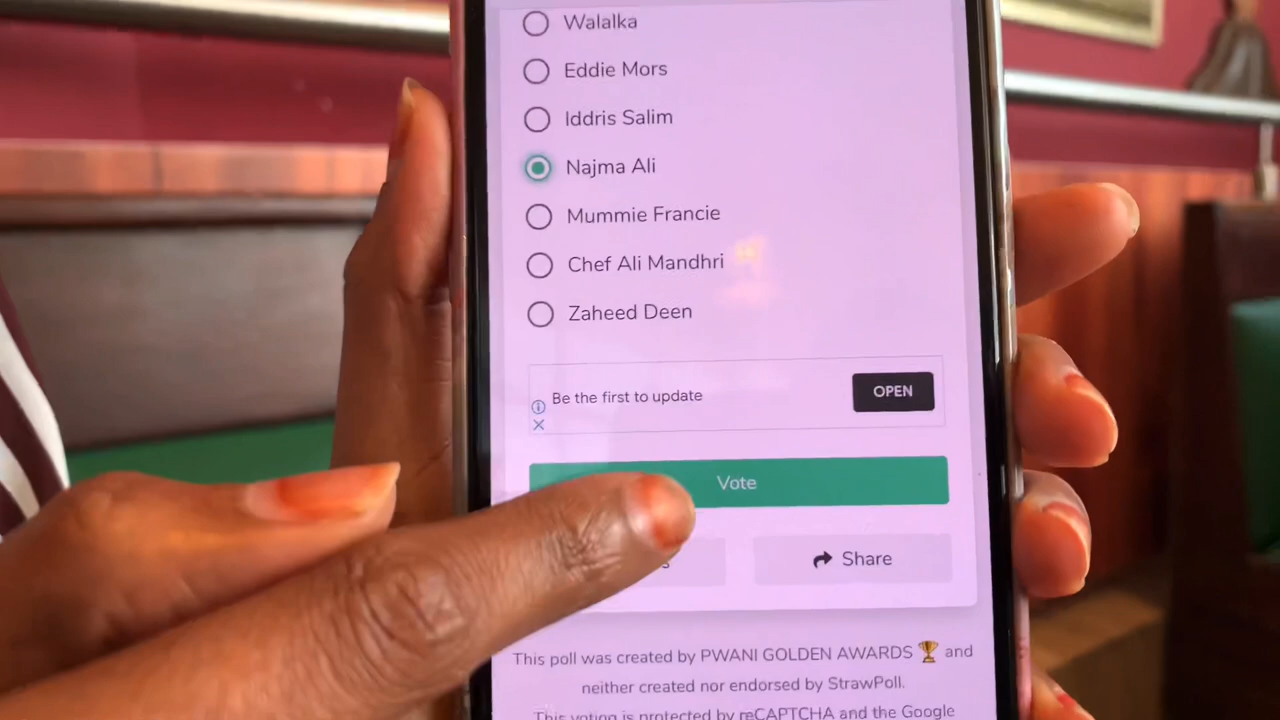 Walalka
Eddie Mors
Iddris Salim
Najma Ali
Mummie Francie
Chef Ali Mandhri
Zaheed Deen
Be the first to update
OPEN
Vote
Share
This poll was created by PWANI GOLDEN AWARDS 🏆 and
neither created nor endorsed by StrawPoll.
This voting is protected by reCAPTCHA and the Google